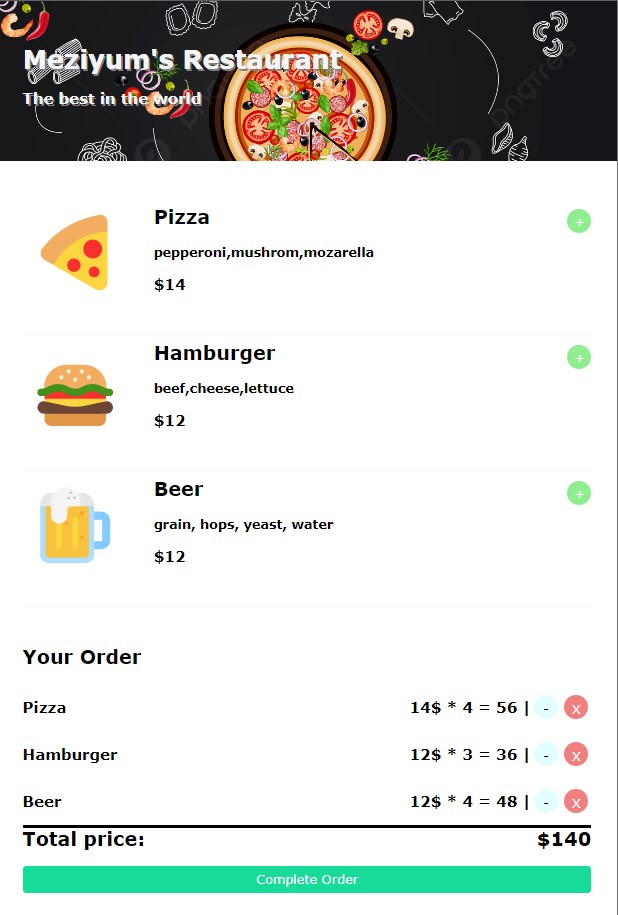 Meziyum's Restaurant
The best in the world
pngtree
Pizza
+
pepperoni,mushrom,mozarella
$14
Hamburger
+
beef,cheese,lettuce
$12
Beer
+
grain, hops, yeast, water
$12
Your Order
Pizza 14$ * 4 = 56 | - x
Hamburger 12$ * 3 = 36 | - x
Beer 12$ * 4 = 48 | - x
Total price: $140
Complete Order